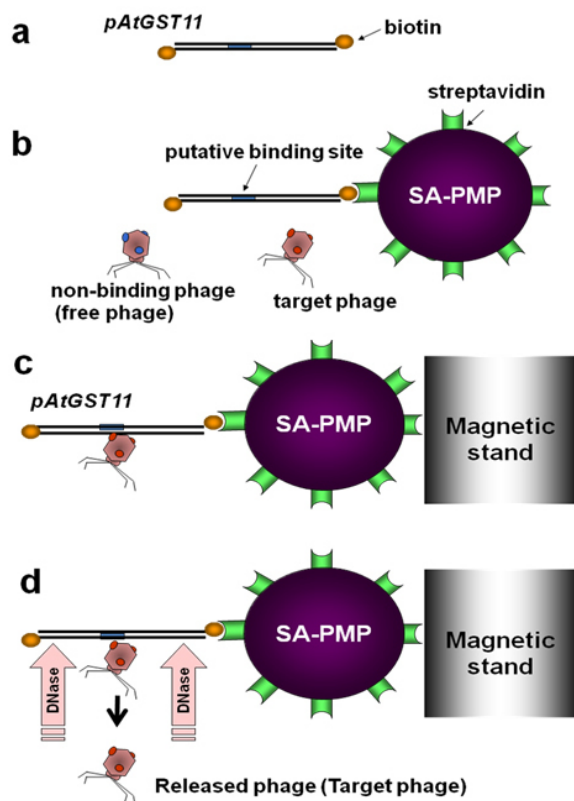 a
pAtGST11
biotin
streptavidin
b
putative binding site
SA-PMP
non-binding phage
(free phage)
target phage
c
pAtGST11
SA-PMP
Magnetic
stand
d
SA-PMP
Magnetic
stand
DNase
DNase
Released phage (Target phage)